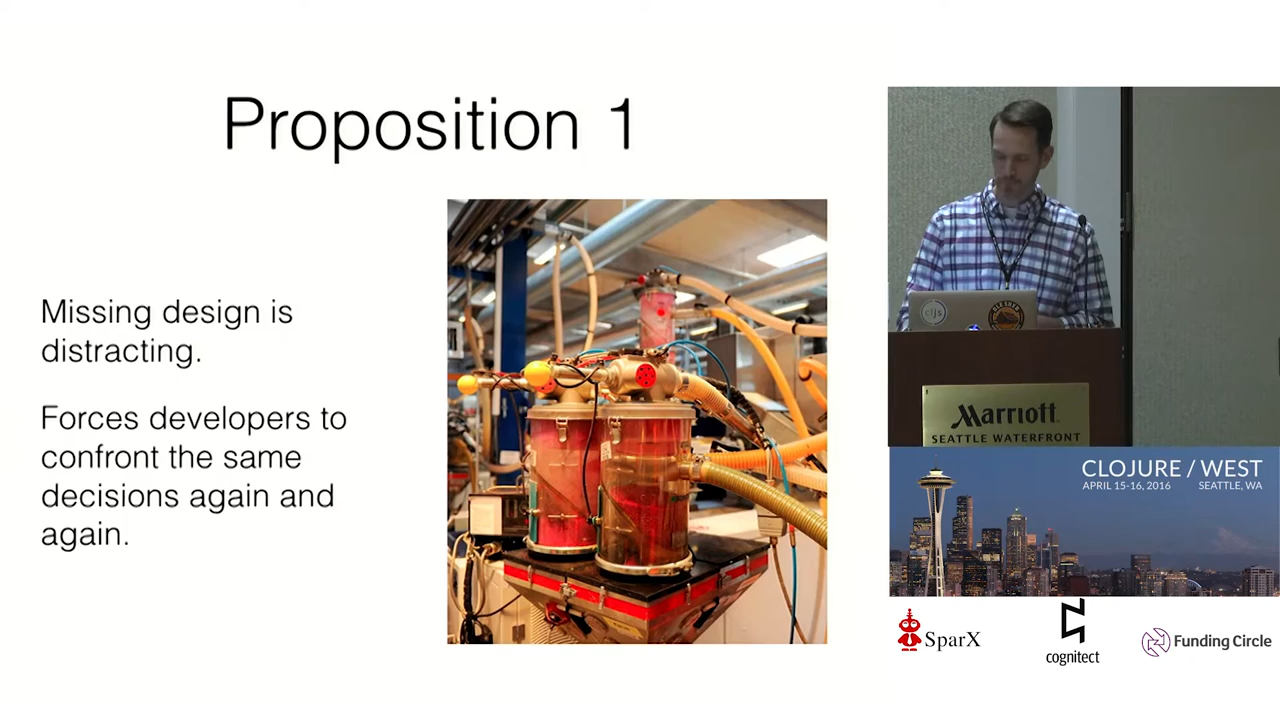 Proposition 1
Missing design is
distracting.
Forces developers to
confront the same
decisions again and
again.
cljs
Marriott
SEATTLE WATERFRONT
CLOJURE / WEST
APRIL 15-16, 2016 SEATTLE, WA
SparX
cognitect
Funding Circle